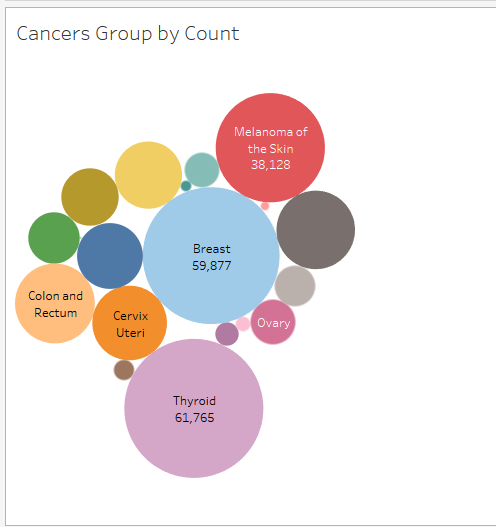 Cancers Group by Count
Melanoma of
the Skin
38,128
Breast
59,877
Colon and
Rectum
Cervix
Uteri
Ovary
Thyroid
61,765